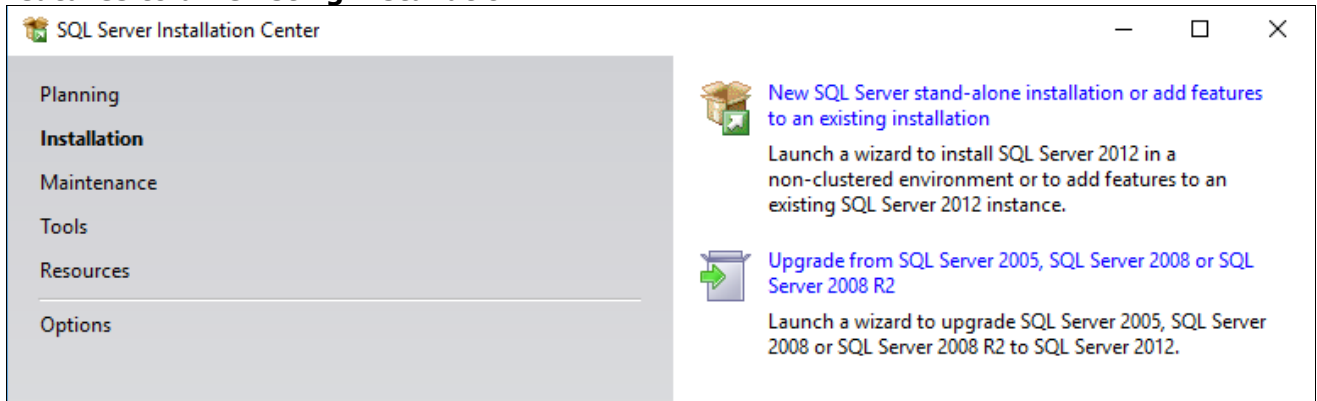 SQL Server Installation Center
Planning
Installation
Maintenance
Tools
Resources
Options
New SQL Server stand-alone installation or add features
to an existing installation
Launch a wizard to install SQL Server 2012 in a
non-clustered environment or to add features to an
existing SQL Server 2012 instance.
Upgrade from SQL Server 2005, SQL Server 2008 or SQL
Server 2008 R2
Launch a wizard to upgrade SQL Server 2005, SQL Server
2008 or SQL Server 2008 R2 to SQL Server 2012.